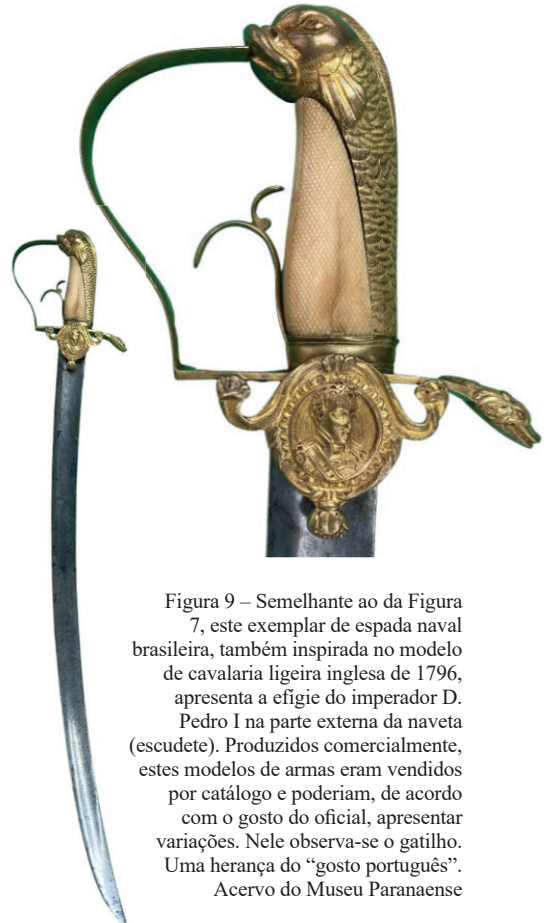 Figura 9 – Semelhante ao da Figura
7, este exemplar de espada naval
brasileira, também inspirada no modelo
de cavalaria ligeira inglesa de 1796,
apresenta a efígie do imperador D.
Pedro I na parte externa da naveta
(escudete). Produzidos comercialmente,
estes modelos de armas eram vendidos
por catálogo e poderiam, de acordo
com o gosto do oficial, apresentar
variações. Nele observa-se o gatilho.
Uma herança do “gosto português”.
Acervo do Museu Paranaense